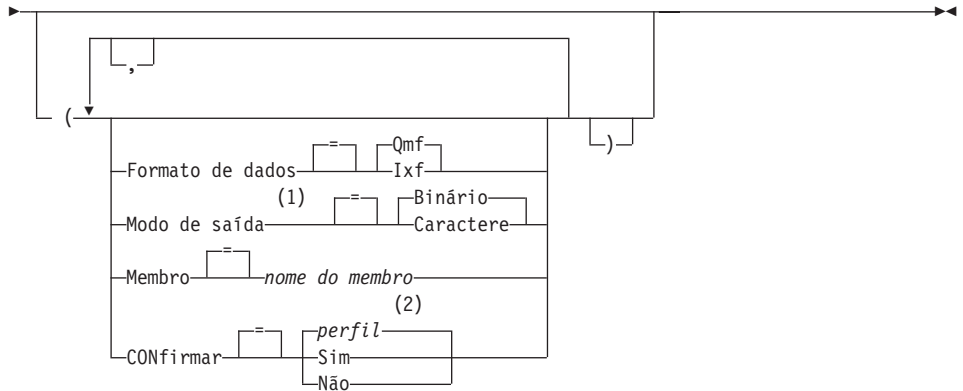 ,
(
)
Formato de dados = Qmf
Ixf
(1)
Modo de saída = Binário
Caractere
Membro = nome do membro
(2)
CONfirmar = perfil
Sim
Não